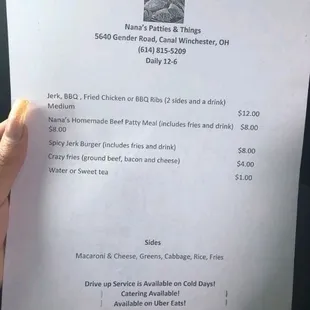 Nana's Patties & Things
5640 Gender Road, Canal Winchester, OH
(614) 815-5209
Daily 12-6
Jerk, BBQ , Fried Chicken or BBQ Ribs (2 sides and a drink)
Medium $12.00
Nana's Homemade Beef Patty Meal (includes fries and drink) $8.00
$8.00
Spicy Jerk Burger (includes fries and drink) $8.00
Crazy fries (ground beef, bacon and cheese) $4.00
Water or Sweet tea $1.00
Sides
Macaroni & Cheese, Greens, Cabbage, Rice, Fries
Drive up Service is Available on Cold Days!
Catering Available!
Available on Uber Eats!